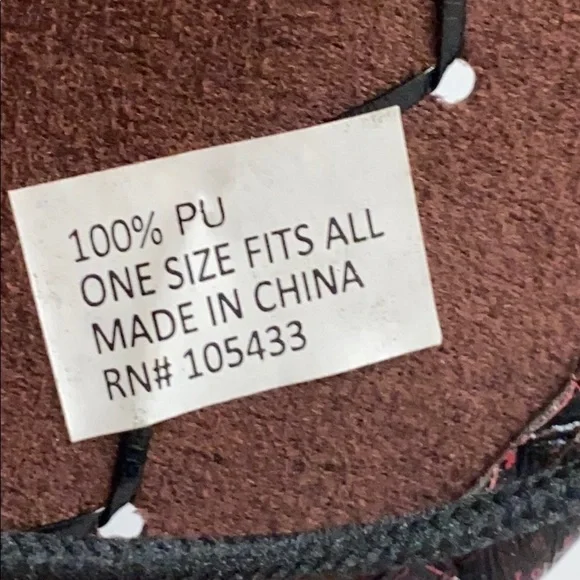 100% PU
ONE SIZE FITS ALL
MADE IN CHINA
RN# 105433